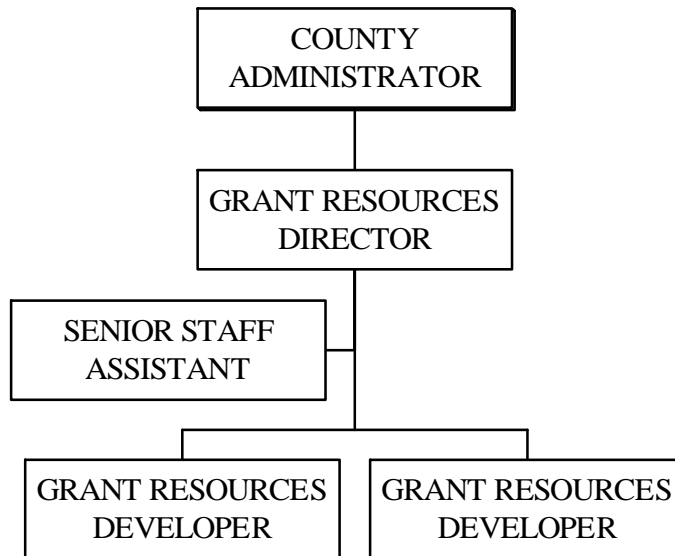 COUNTY
ADMINISTRATOR
GRANT RESOURCES
DIRECTOR
SENIOR STAFF
ASSISTANT
GRANT RESOURCES
DEVELOPER
GRANT RESOURCES
DEVELOPER